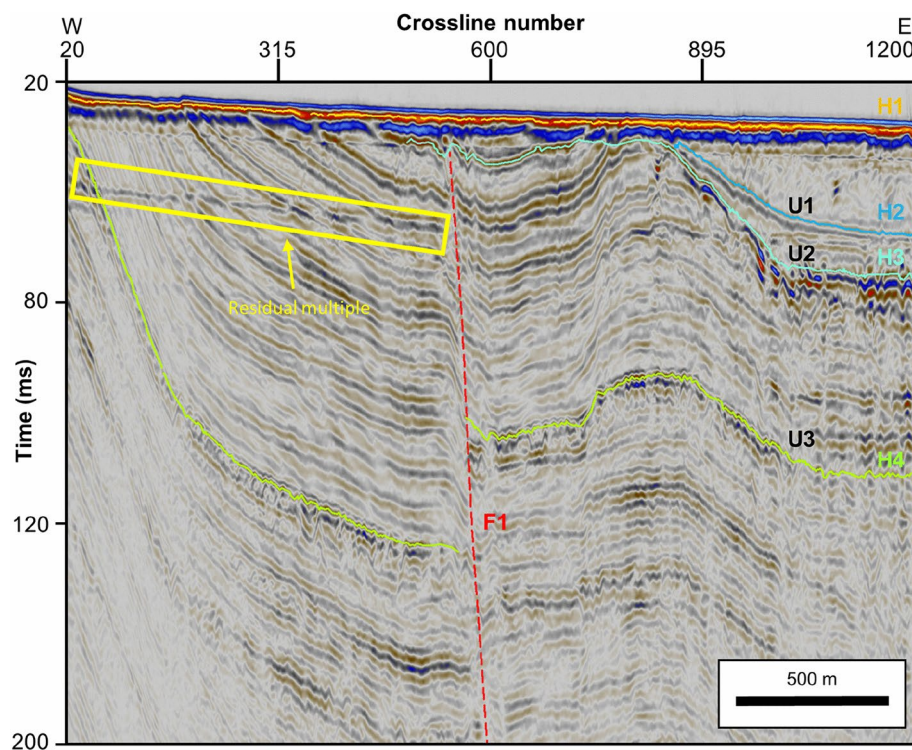 Crossline number
W E
20 315 600 895 1200
20
H1
U1
H2
U2
H3
80
Residual multiple
Time (ms)
U3
H4
120
F1
500 m
200